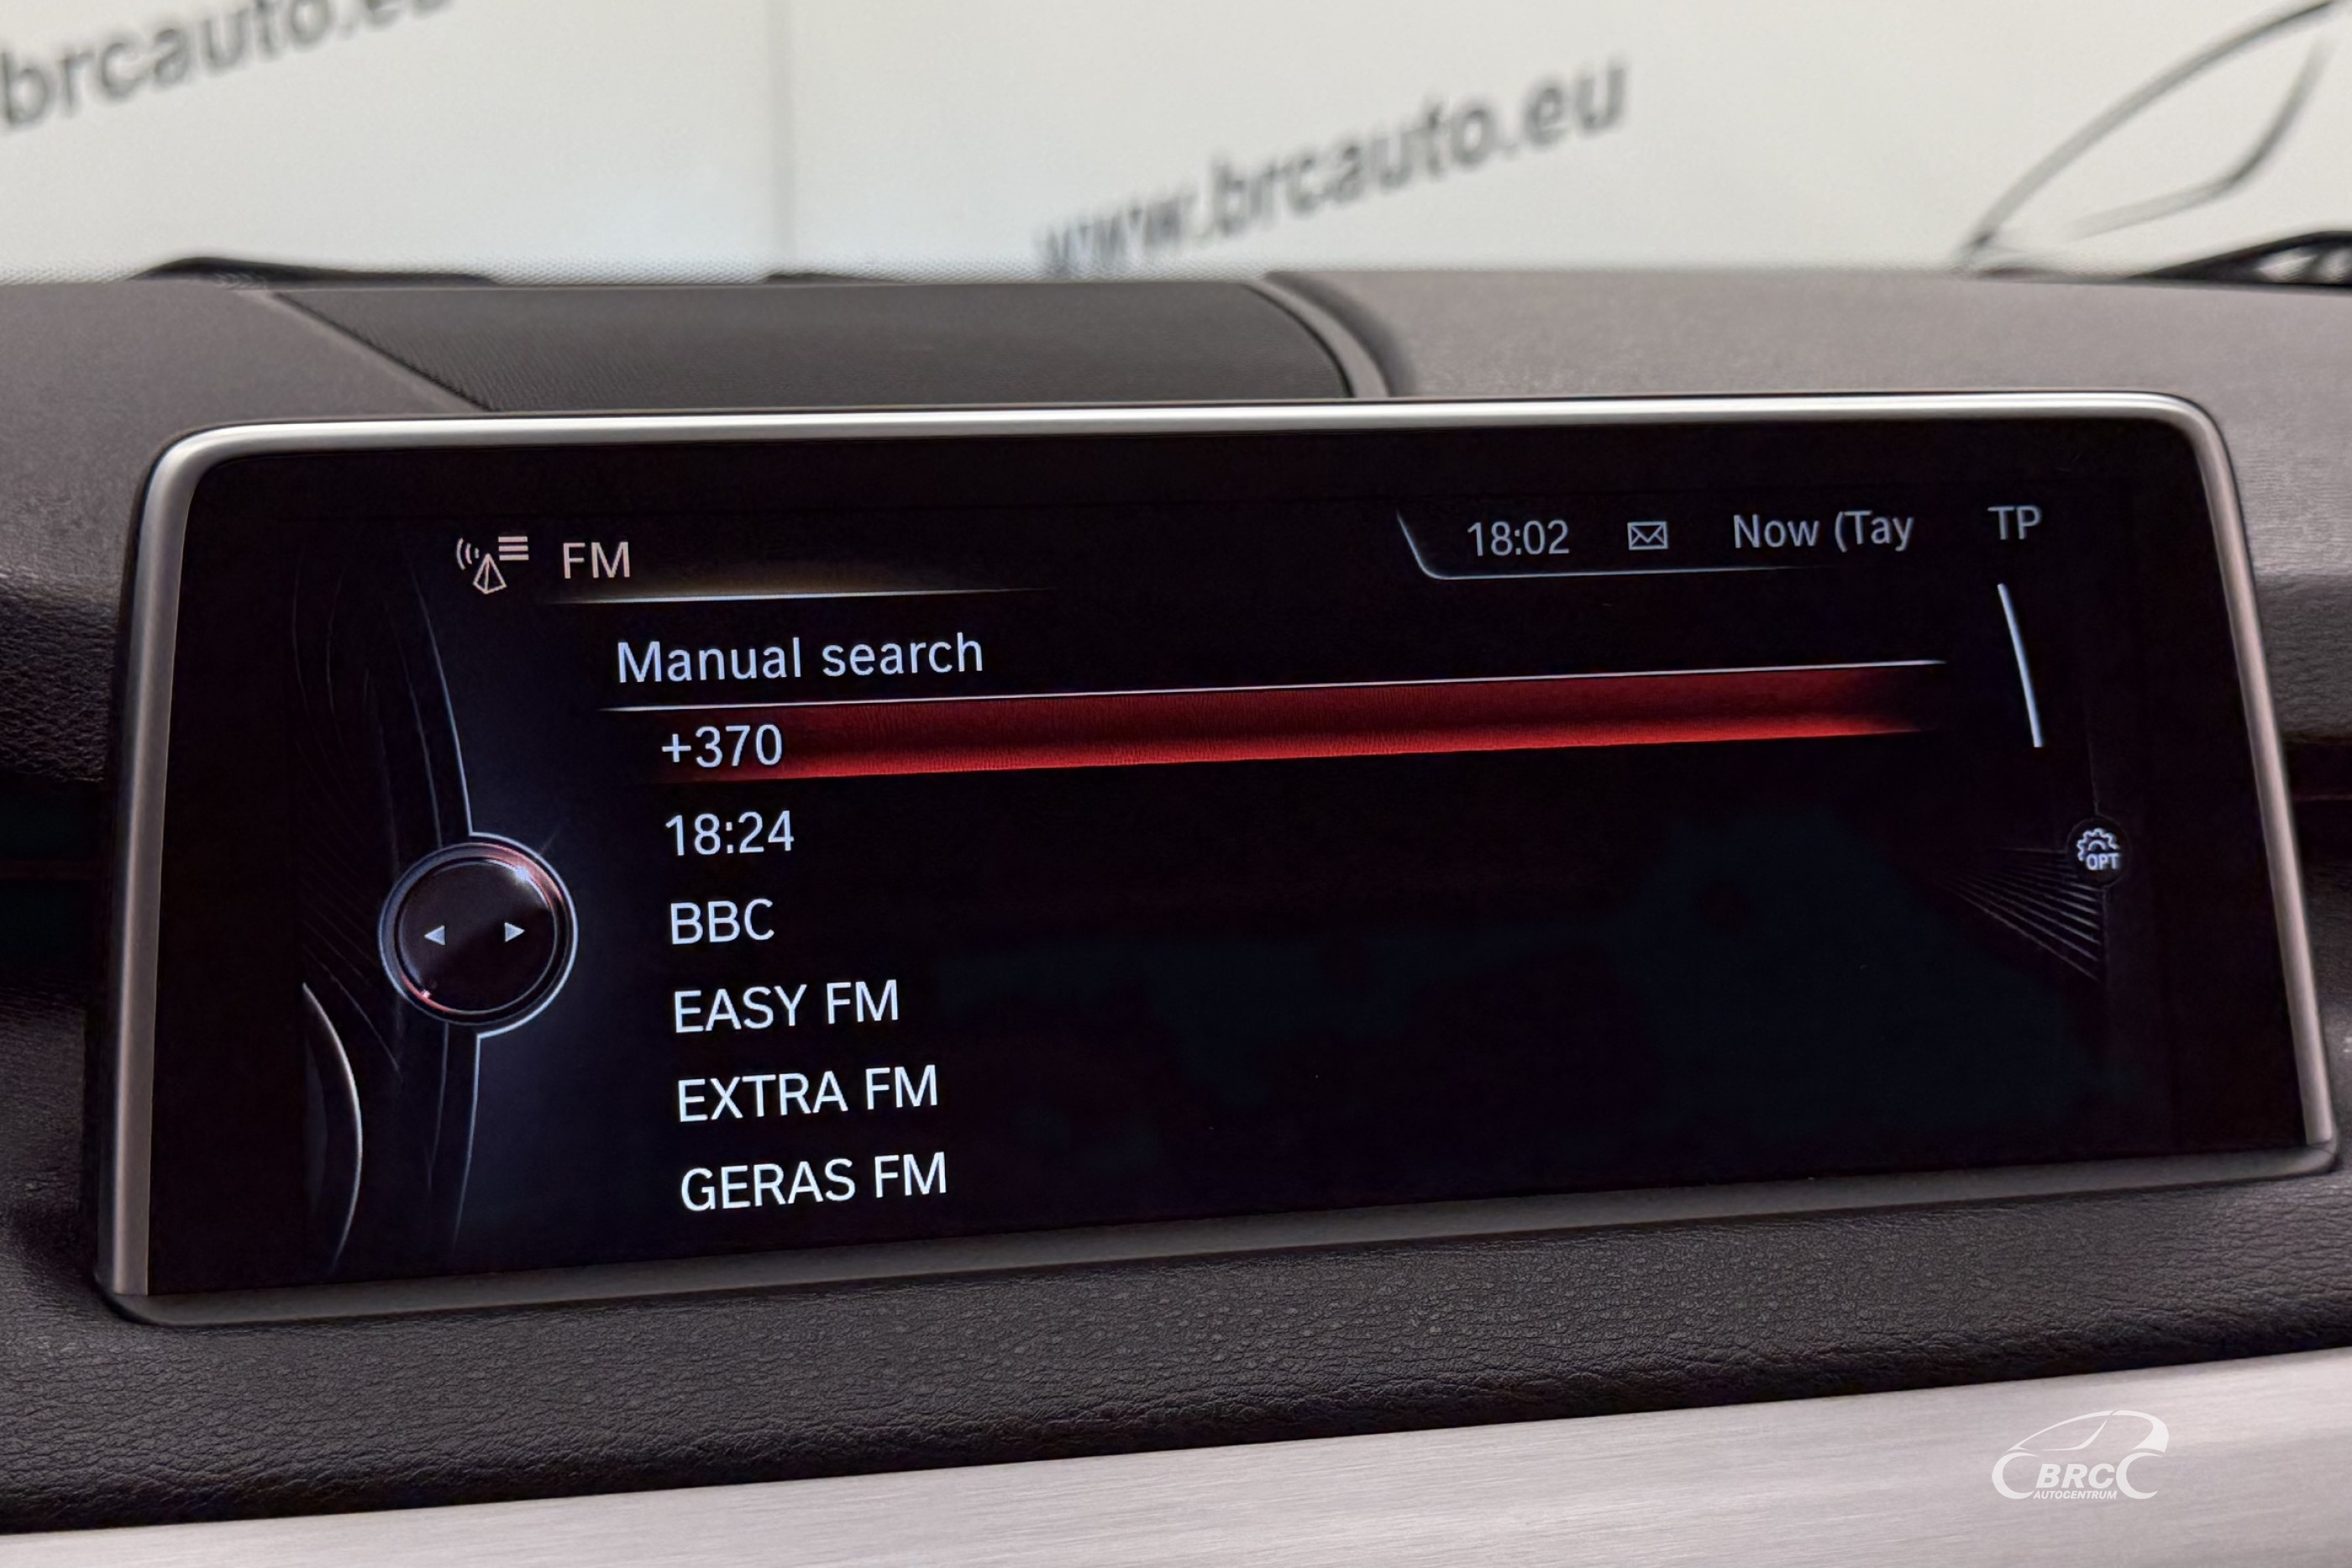 brcauto.eu
www.brcauto.eu
FM
18:02 Now (Tay TP
Manual search
+370
18:24
BBC
EASY FM
EXTRA FM
GERAS FM
OPT
BRC
AUTOCENTRUM